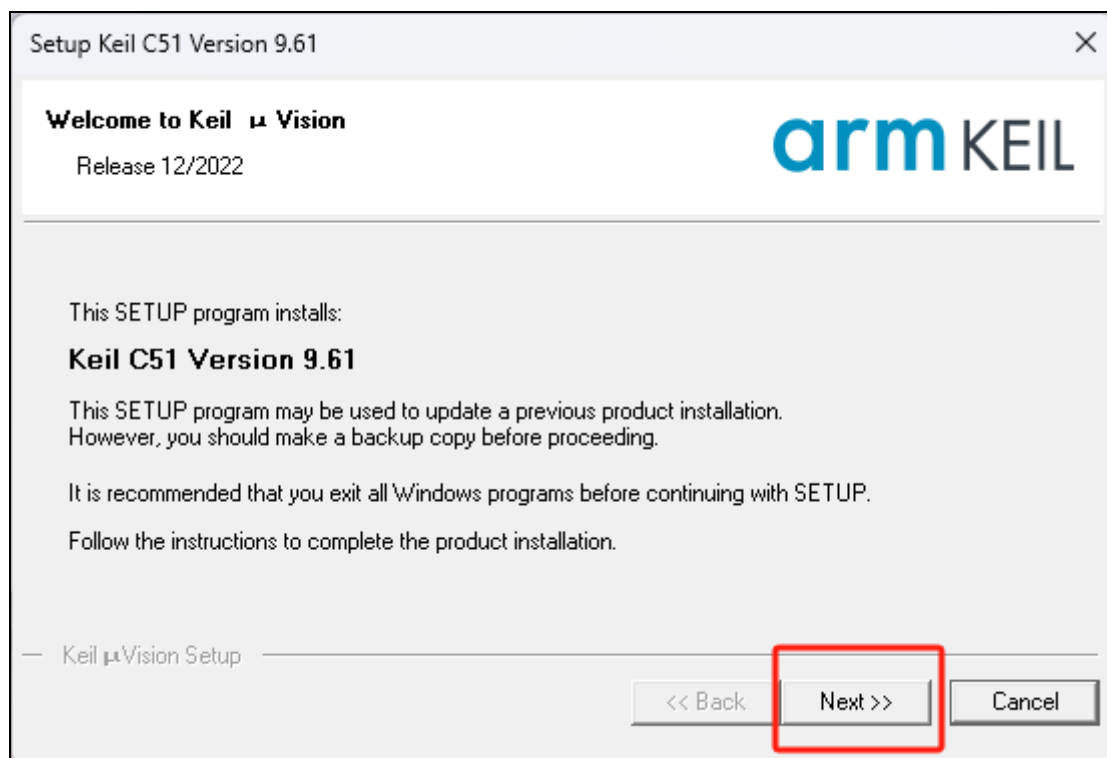 Setup Keil C51 Version 9.61
Welcome to Keil μ Vision
Release 12/2022
arm KEIL
This SETUP program installs:
Keil C51 Version 9.61
This SETUP program may be used to update a previous product installation.
However, you should make a backup copy before proceeding.
It is recommended that you exit all Windows programs before continuing with SETUP.
Follow the instructions to complete the product installation.
Keil μVision Setup
<< Back Next >> Cancel